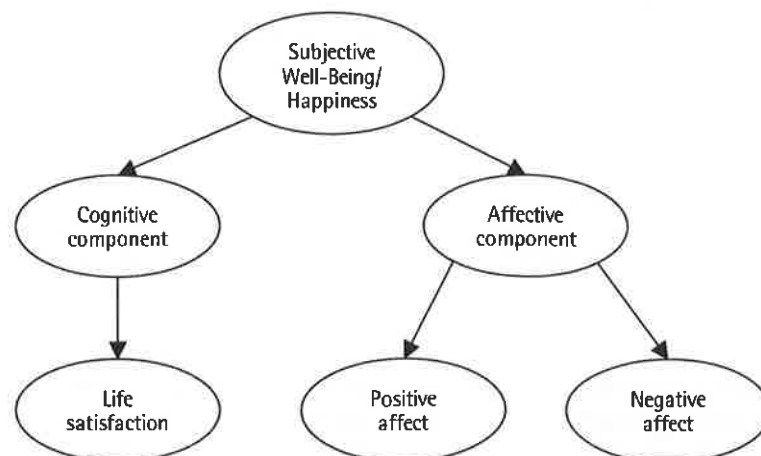 Subjective
Well-Being/
Happiness
Cognitive
component
Affective
component
Life
satisfaction
Positive
affect
Negative
affect